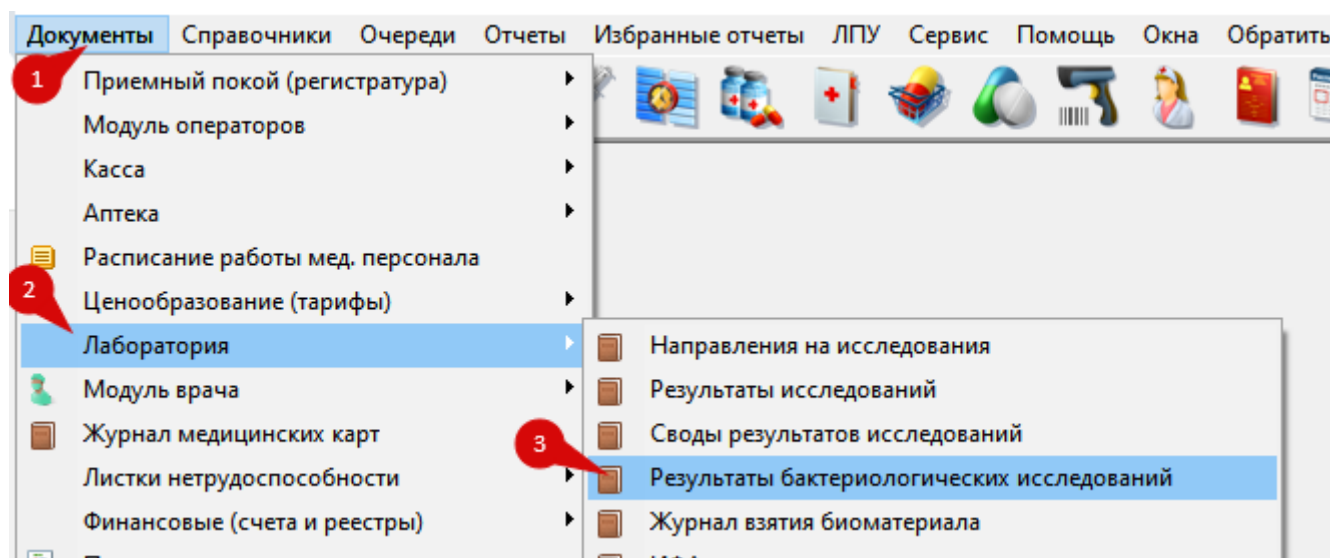 Документы Справочники Очереди Отчеты Избранные отчеты ЛПУ Сервис Помощь Окна Обратить
1
Приемный покой (регистратура)
Модуль операторов
Касса
Аптека
Расписание работы мед. персонала
2
Ценообразование (тарифы)
Лаборатория
Модуль врача
Журнал медицинских карт
Листки нетрудоспособности
Финансовые (счета и реестры)
Направления на исследования
Результаты исследований
Своды результатов исследований
3
Результаты бактериологических исследований
Журнал взятия биоматериала